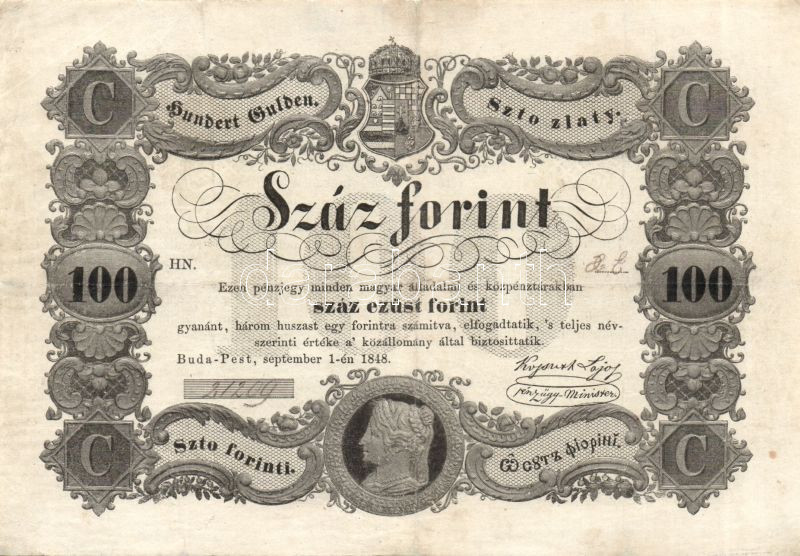 C
C
Hundert Gulden.
Szto zlaty.
Száz forint
HN.
100
100
Ezen pénzjegy minden magyar álladalmi és közpénztárakban
száz ezüst forint
gyanánt, három huszast egy forintra számitva, elfogadtatik, 's teljes név-
szerinti értéke a' közállomány által biztosittatik.
Buda-Pest, september 1-én 1848.
Kossuth Lajos
pénzügy-Minister.
Szto forinti.
C
C